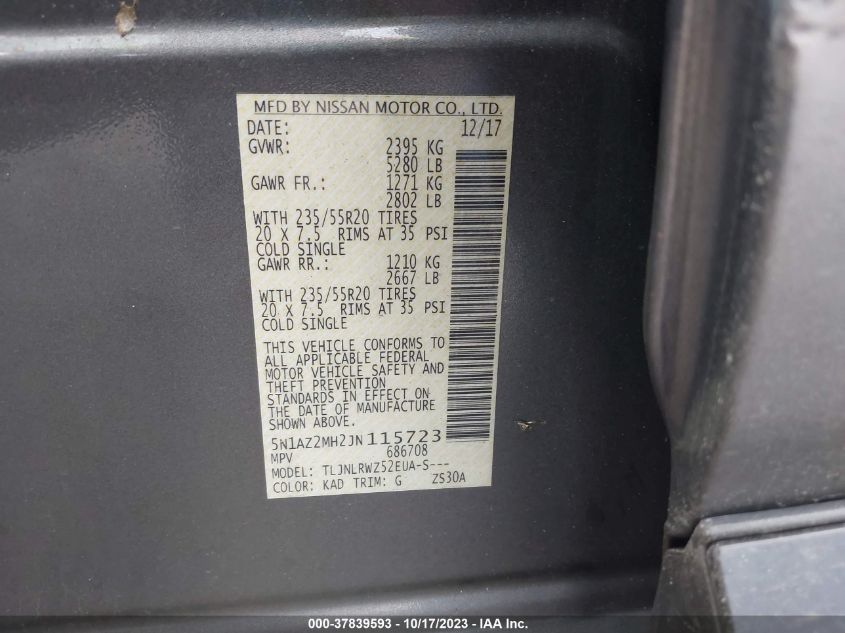 MFD BY NISSAN MOTOR CO., LTD.
DATE: 12/17
GVWR: 2395 KG
5280 LB
GAWR FR.: 1271 KG
2802 LB
WITH 235/55R20 TIRES
20 X 7.5 RIMS AT 35 PSI
COLD SINGLE
GAWR RR.: 1210 KG
2667 LB
WITH 235/55R20 TIRES
20 X 7.5 RIMS AT 35 PSI
COLD SINGLE
THIS VEHICLE CONFORMS TO
ALL APPLICABLE FEDERAL
MOTOR VEHICLE SAFETY AND
THEFT PREVENTION
STANDARDS IN EFFECT ON
THE DATE OF MANUFACTURE
SHOWN ABOVE.
5N1AZ2MH2JN115723
MPV 686708
MODEL: TLJNLRWZ52EUA-S---
COLOR: KAD TRIM: G ZS30A
000-37839593 - 10/17/2023 - IAA Inc.